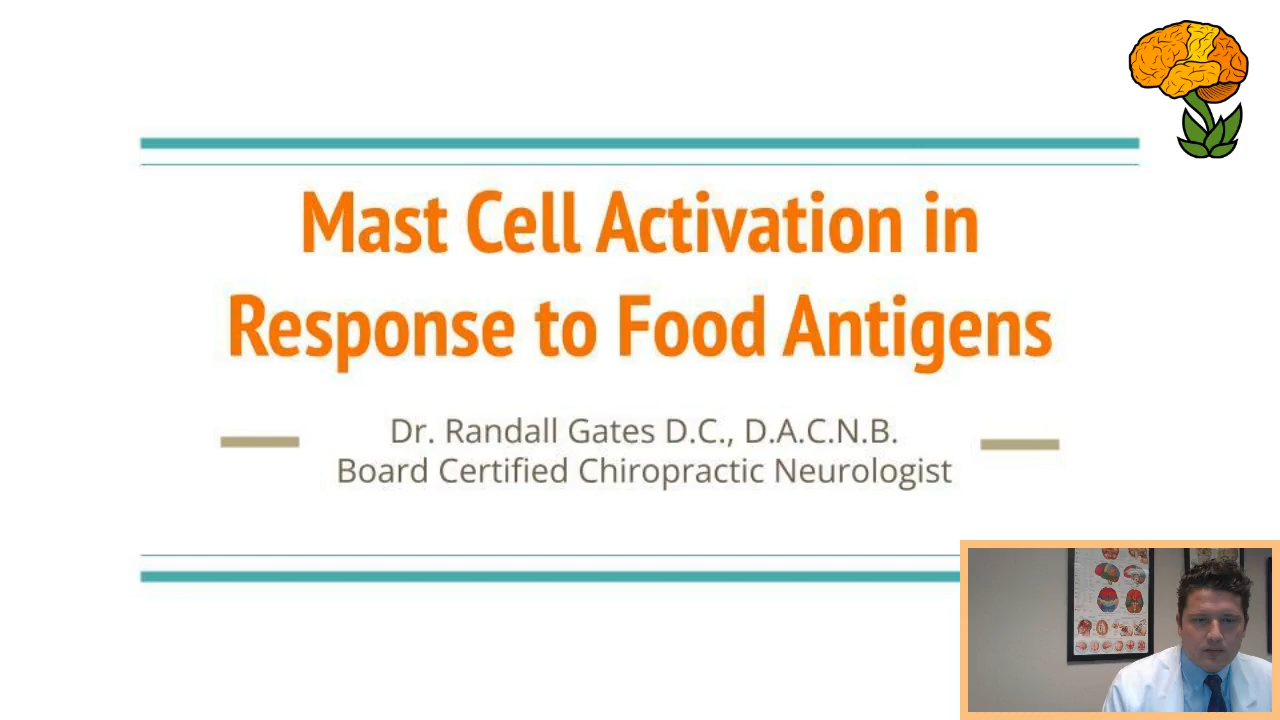 Mast Cell Activation in
Response to Food Antigens
Dr. Randall Gates D.C., D.A.C.N.B.
Board Certified Chiropractic Neurologist